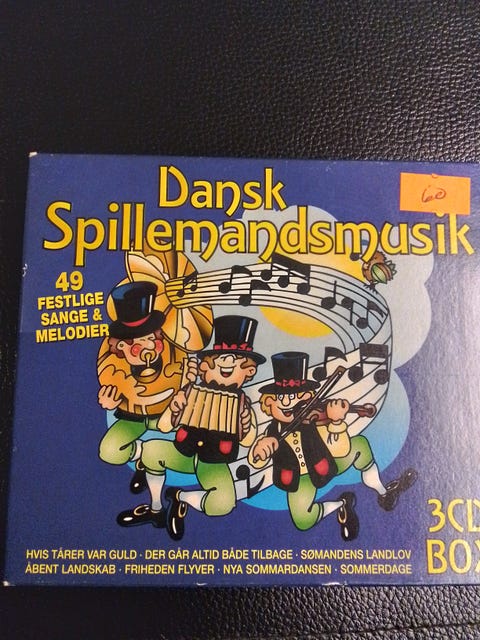 Dansk
Spillemandsmusik
60
49
FESTLIGE
SANGE &
MELODIER
3CD
BOX
HVIS TÅRER VAR GULD · DER GÅR ALTID BÅDE TILBAGE · SØMANDENS LANDLOV
ÅBENT LANDSKAB · FRIHEDEN FLYVER · NYA SOMMARDANSEN · SOMMERDAGE